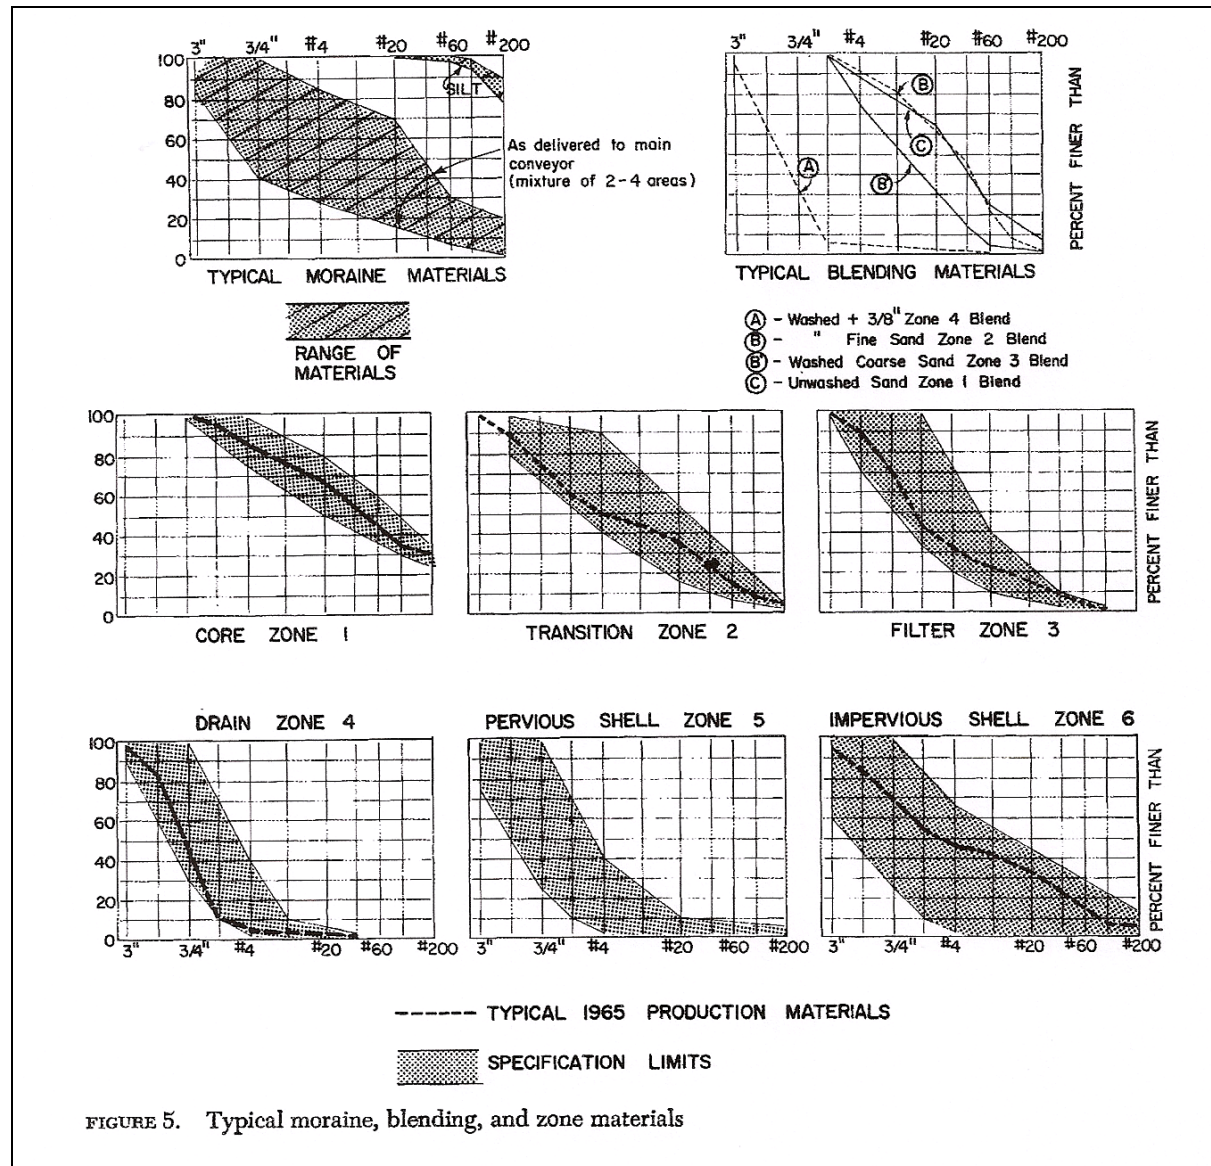 3" 3/4" #4 #20 #60 #200
100
80
60
40
20
0
SILT
As delivered to main
conveyor
(mixture of 2-4 areas)
TYPICAL MORAINE MATERIALS
RANGE OF
MATERIALS
3" 3/4" #4 #20 #60 #200
A
B
C
B'
PERCENT FINER THAN
TYPICAL BLENDING MATERIALS
A - Washed + 3/8" Zone 4 Blend
B - " Fine Sand Zone 2 Blend
B' - Washed Coarse Sand Zone 3 Blend
C - Unwashed Sand Zone 1 Blend
100
80
60
40
20
0
CORE ZONE 1
TRANSITION ZONE 2
FILTER ZONE 3
PERCENT FINER THAN
DRAIN ZONE 4
PERVIOUS SHELL ZONE 5
IMPERVIOUS SHELL ZONE 6
100
80
60
40
20
0
3" 3/4" #4 #20 #60 #200
3" 3/4" #4 #20 #60 #200
3" 3/4" #4 #20 #60 #200
PERCENT FINER THAN
------ TYPICAL 1965 PRODUCTION MATERIALS
SPECIFICATION LIMITS
FIGURE 5. Typical moraine, blending, and zone materials